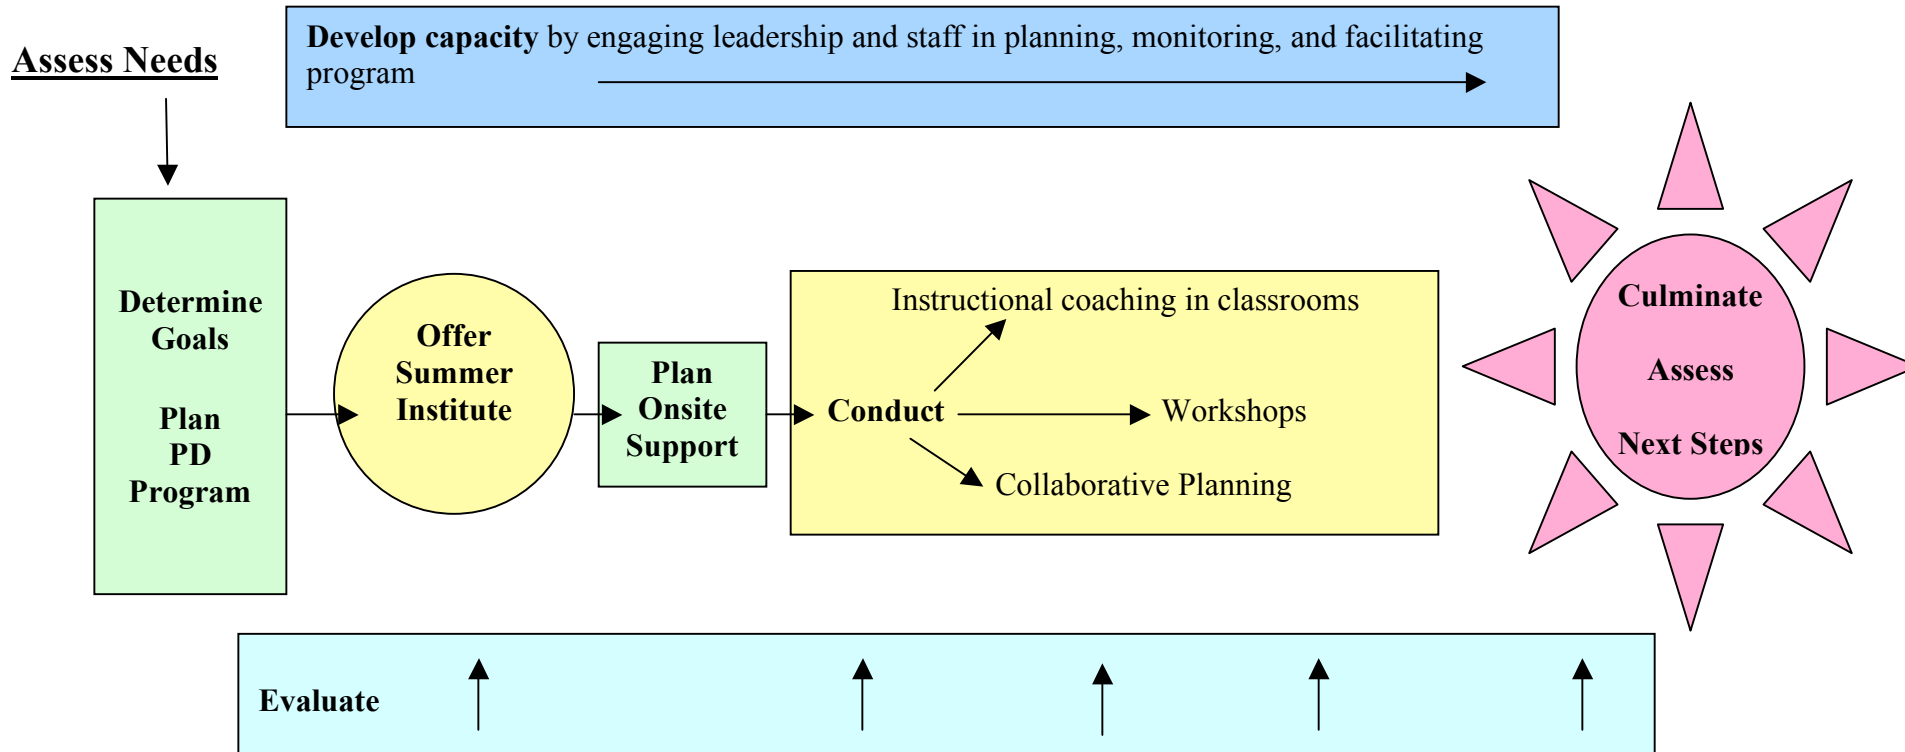 Assess Needs
Develop capacity by engaging leadership and staff in planning, monitoring, and facilitating
program
Determine
Goals
Plan
PD
Program
Offer
Summer
Institute
Plan
Onsite
Support
Instructional coaching in classrooms
Conduct
Workshops
Collaborative Planning
Culminate
Assess
Next Steps
Evaluate